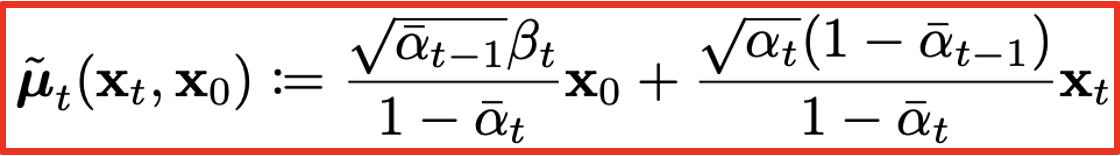 $\tilde{\boldsymbol{\mu}}_t(\mathbf{x}_t, \mathbf{x}_0) := \frac{\sqrt{\bar{\alpha}_{t-1}}\beta_t}{1 - \bar{\alpha}_t}\mathbf{x}_0 + \frac{\sqrt{\alpha_t}(1 - \bar{\alpha}_{t-1})}{1 - \bar{\alpha}_t}\mathbf{x}_t$